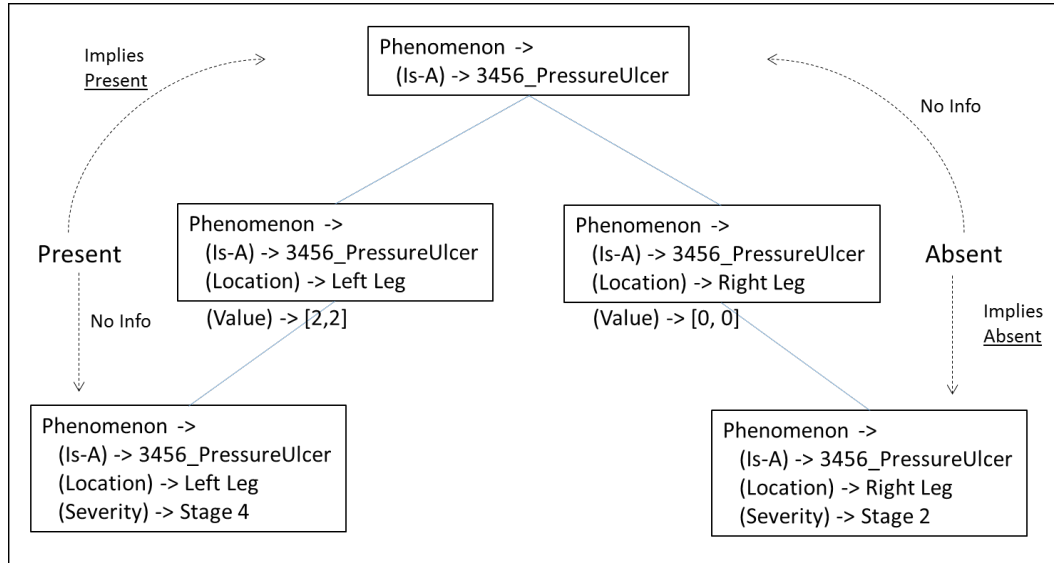 Phenomenon ->
(Is-A) -> 3456_PressureUlcer
Implies
Present
No Info
Phenomenon ->
(Is-A) -> 3456_PressureUlcer
(Location) -> Left Leg
(Value) -> [2,2]
Phenomenon ->
(Is-A) -> 3456_PressureUlcer
(Location) -> Right Leg
(Value) -> [0, 0]
Present
Absent
No Info
Implies
Absent
Phenomenon ->
(Is-A) -> 3456_PressureUlcer
(Location) -> Left Leg
(Severity) -> Stage 4
Phenomenon ->
(Is-A) -> 3456_PressureUlcer
(Location) -> Right Leg
(Severity) -> Stage 2